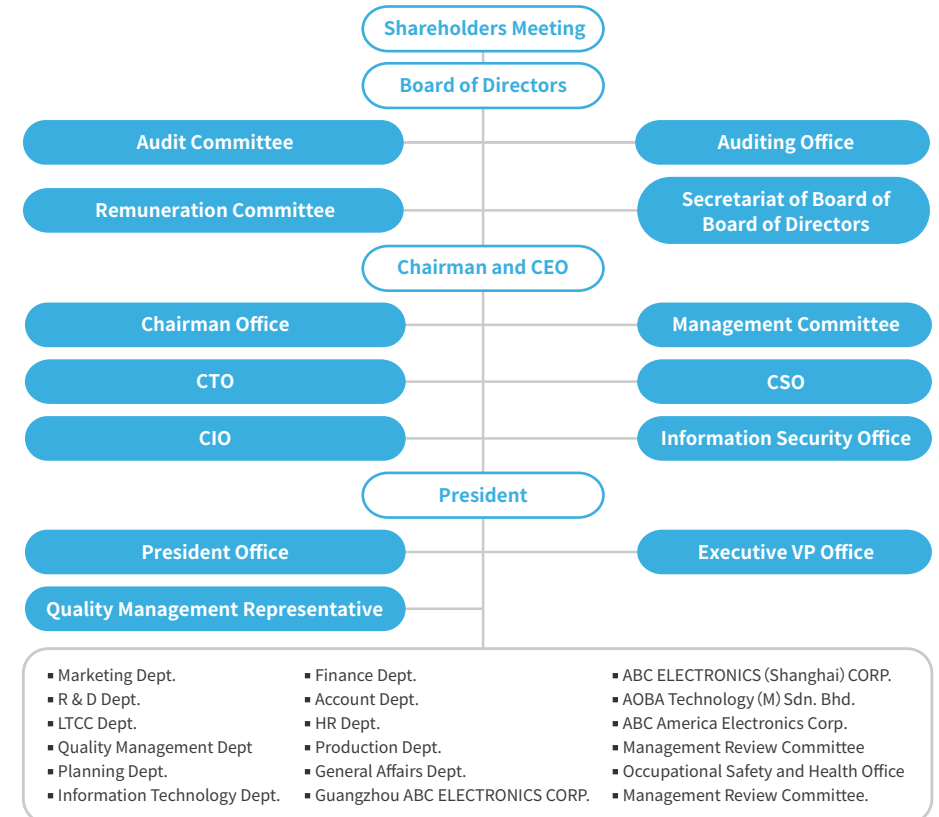 Shareholders Meeting
Board of Directors
Audit Committee
Auditing Office
Remuneration Committee
Secretariat of Board of
Board of Directors
Chairman and CEO
Chairman Office
Management Committee
CTO
CSO
CIO
Information Security Office
President
President Office
Executive VP Office
Quality Management Representative
▪ Marketing Dept.
▪ R & D Dept.
▪ LTCC Dept.
▪ Quality Management Dept
▪ Planning Dept.
▪ Information Technology Dept.
▪ Finance Dept.
▪ Account Dept.
▪ HR Dept.
▪ Production Dept.
▪ General Affairs Dept.
▪ Guangzhou ABC ELECTRONICS CORP.
▪ ABC ELECTRONICS (Shanghai) CORP.
▪ AOBA Technology (M) Sdn. Bhd.
▪ ABC America Electronics Corp.
▪ Management Review Committee
▪ Occupational Safety and Health Office
▪ Management Review Committee.